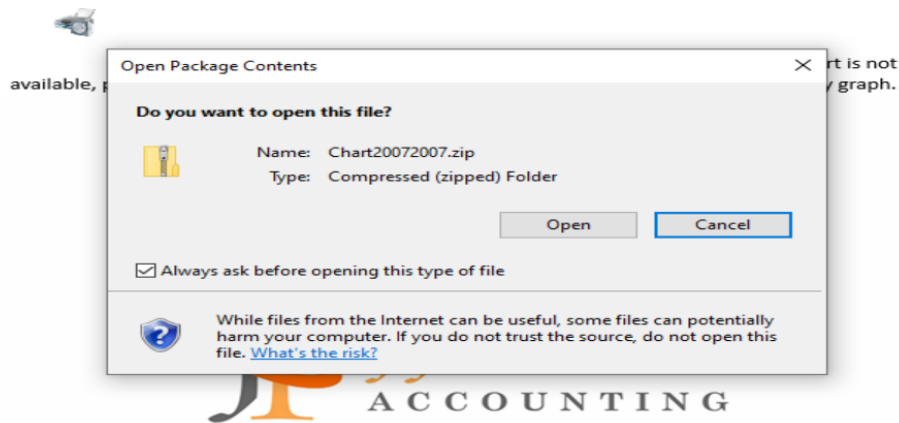 Open Package Contents
rt is not
available, p
y graph.
Do you want to open this file?
Name: Chart20072007.zip
Type: Compressed (zipped) Folder
Open Cancel
Always ask before opening this type of file
While files from the Internet can be useful, some files can potentially
harm your computer. If you do not trust the source, do not open this
file. What's the risk?
ACCOUNTING